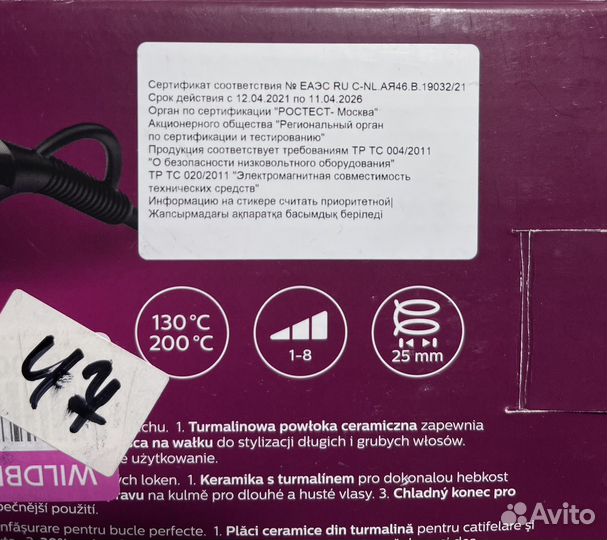 Сертификат соответствия № ЕАЭС RU C-NL.АЯ46.В.19032/21
Срок действия с 12.04.2021 по 11.04.2026
Орган по сертификации "РОСТЕСТ- Москва"
Акционерного общества "Региональный орган
по сертификации и тестированию"
Продукция соответствует требованиям ТР ТС 004/2011
"О безопасности низковольтного оборудования"
ТР ТС 020/2011 "Электромагнитная совместимость
технических средств"
Информацию на стикере считать приоритетной|
Жапсырмадағы ақпаратқа басымдық беріледі
130 °C
200 °C
1-8
25 mm
47
WILDB
echu. 1. Turmalinowa powłoka ceramiczna zapewnia
na wałku do stylizacji długich i grubych włosów.
użytkowanie.
ých loken. 1. Keramika s turmalínem pro dokonalou hebkost
pravu na kulmě pro dlouhé a husté vlasy. 3. Chladný konec pro
pečnější použití.
înfășurare pentru bucle perfecte. 1. Plăci ceramice din turmalină pentru catifelare și
Avito